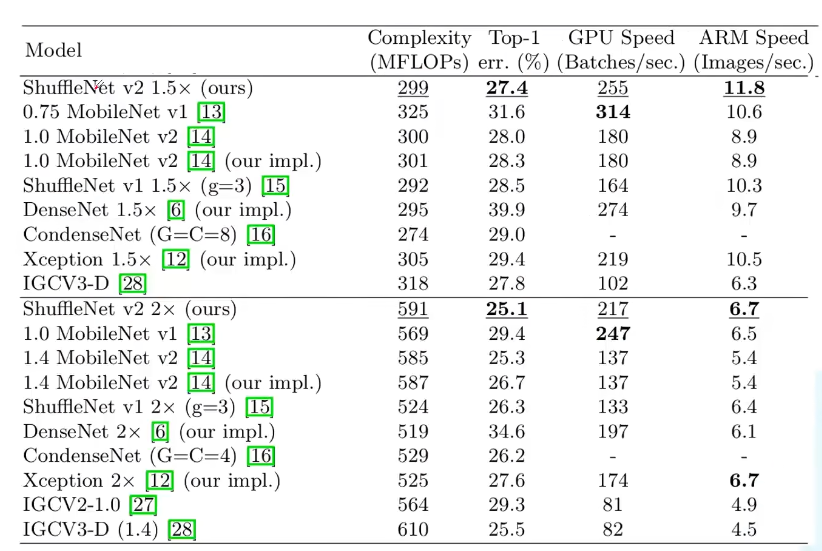 Model Complexity (MFLOPs) Top-1 err. (%) GPU Speed (Batches/sec.) ARM Speed (Images/sec.)
ShuffleNet v2 1.5× (ours) 299 27.4 255 11.8
0.75 MobileNet v1 [13] 325 31.6 314 10.6
1.0 MobileNet v2 [14] 300 28.0 180 8.9
1.0 MobileNet v2 [14] (our impl.) 301 28.3 180 8.9
ShuffleNet v1 1.5× (g=3) [15] 292 28.5 164 10.3
DenseNet 1.5× [6] (our impl.) 295 39.9 274 9.7
CondenseNet (G=C=8) [16] 274 29.0 - -
Xception 1.5× [12] (our impl.) 305 29.4 219 10.5
IGCV3-D [28] 318 27.8 102 6.3
ShuffleNet v2 2× (ours) 591 25.1 217 6.7
1.0 MobileNet v1 [13] 569 29.4 247 6.5
1.4 MobileNet v2 [14] 585 25.3 137 5.4
1.4 MobileNet v2 [14] (our impl.) 587 26.7 137 5.4
ShuffleNet v1 2× (g=3) [15] 524 26.3 133 6.4
DenseNet 2× [6] (our impl.) 519 34.6 197 6.1
CondenseNet (G=C=4) [16] 529 26.2 - -
Xception 2× [12] (our impl.) 525 27.6 174 6.7
IGCV2-1.0 [27] 564 29.3 81 4.9
IGCV3-D (1.4) [28] 610 25.5 82 4.5